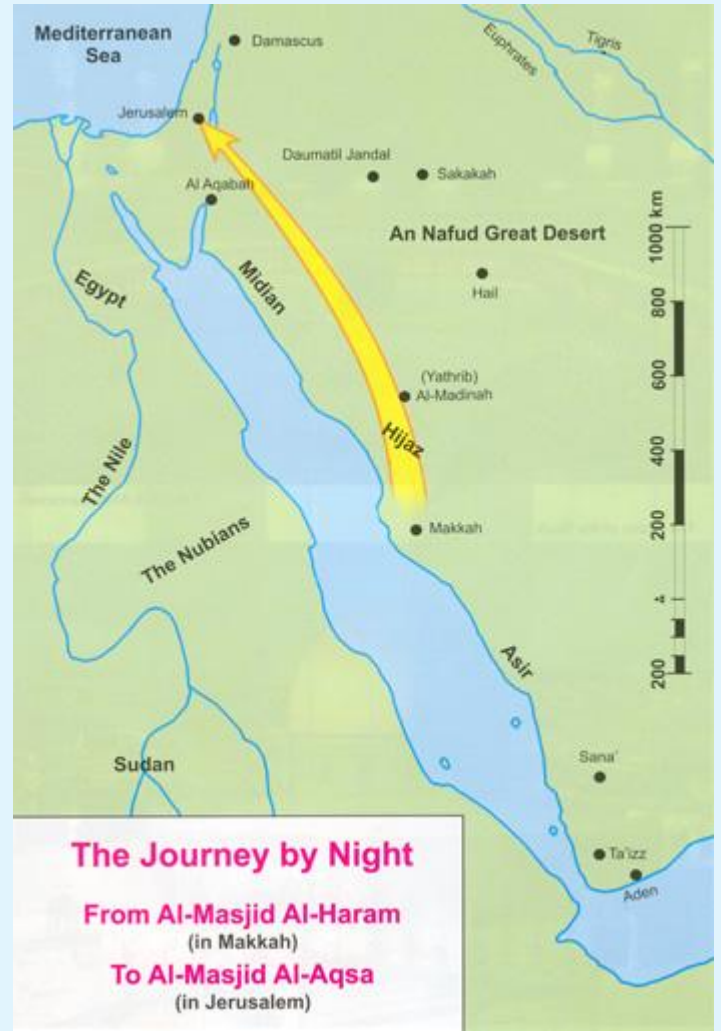 Mediterranean
Sea
Damascus
Euphrates
Tigris
Jerusalem
Daumatil Jandal
Sakakah
Al Aqabah
An Nafud Great Desert
Hail
Midian
Egypt
(Yathrib)
Al-Madinah
Hijaz
The Nile
Makkah
The Nubians
Asir
Sudan
Sana'
Ta'izz
Aden
1000 km
800
600
400
200
200
The Journey by Night
From Al-Masjid Al-Haram
(in Makkah)
To Al-Masjid Al-Aqsa
(in Jerusalem)